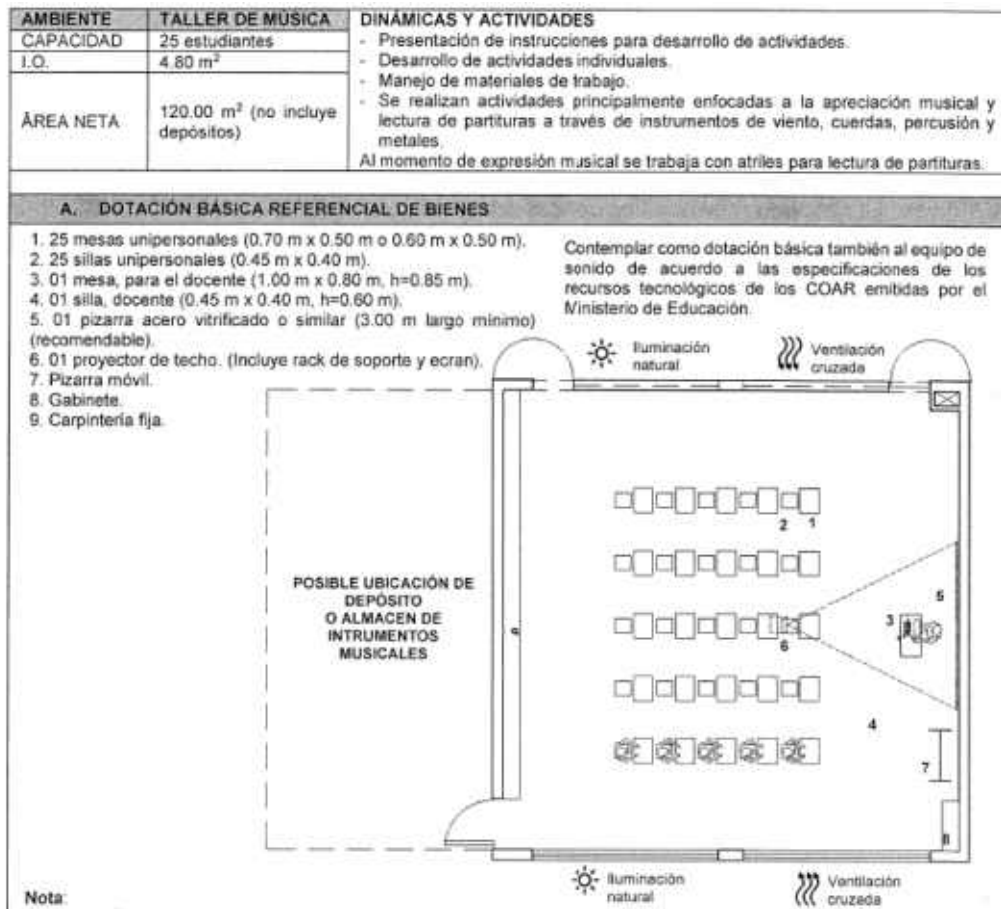 AMBIENTE TALLER DE MÚSICA
CAPACIDAD 25 estudiantes
I.O. 4.80 m²
ÁREA NETA 120.00 m² (no incluye
depósitos)
DINÁMICAS Y ACTIVIDADES
- Presentación de instrucciones para desarrollo de actividades.
- Desarrollo de actividades individuales.
- Manejo de materiales de trabajo.
- Se realizan actividades principalmente enfocadas a la apreciación musical y
lectura de partituras a través de instrumentos de viento, cuerdas, percusión y
metales.
Al momento de expresión musical se trabaja con atriles para lectura de partituras.
A. DOTACIÓN BÁSICA REFERENCIAL DE BIENES
1. 25 mesas unipersonales (0.70 m x 0.50 m o 0.60 m x 0.50 m).
2. 25 sillas unipersonales (0.45 m x 0.40 m).
3. 01 mesa, para el docente (1.00 m x 0.80 m, h=0.85 m).
4. 01 silla, docente (0.45 m x 0.40 m, h=0.60 m).
5. 01 pizarra acero vitrificado o similar (3.00 m largo mínimo)
(recomendable).
6. 01 proyector de techo. (Incluye rack de soporte y ecran).
7. Pizarra móvil.
8. Gabinete.
9. Carpintería fija.
Contemplar como dotación básica también al equipo de
sonido de acuerdo a las especificaciones de los
recursos tecnológicos de los COAR emitidas por el
Ministerio de Educación.
Iluminación
natural
Ventilación
cruzada
2 1
POSIBLE UBICACIÓN DE
DEPÓSITO
O ALMACEN DE
INTRUMENTOS
MUSICALES
9
5
3
6
4
7
8
Iluminación
natural
Ventilación
cruzada
Nota: